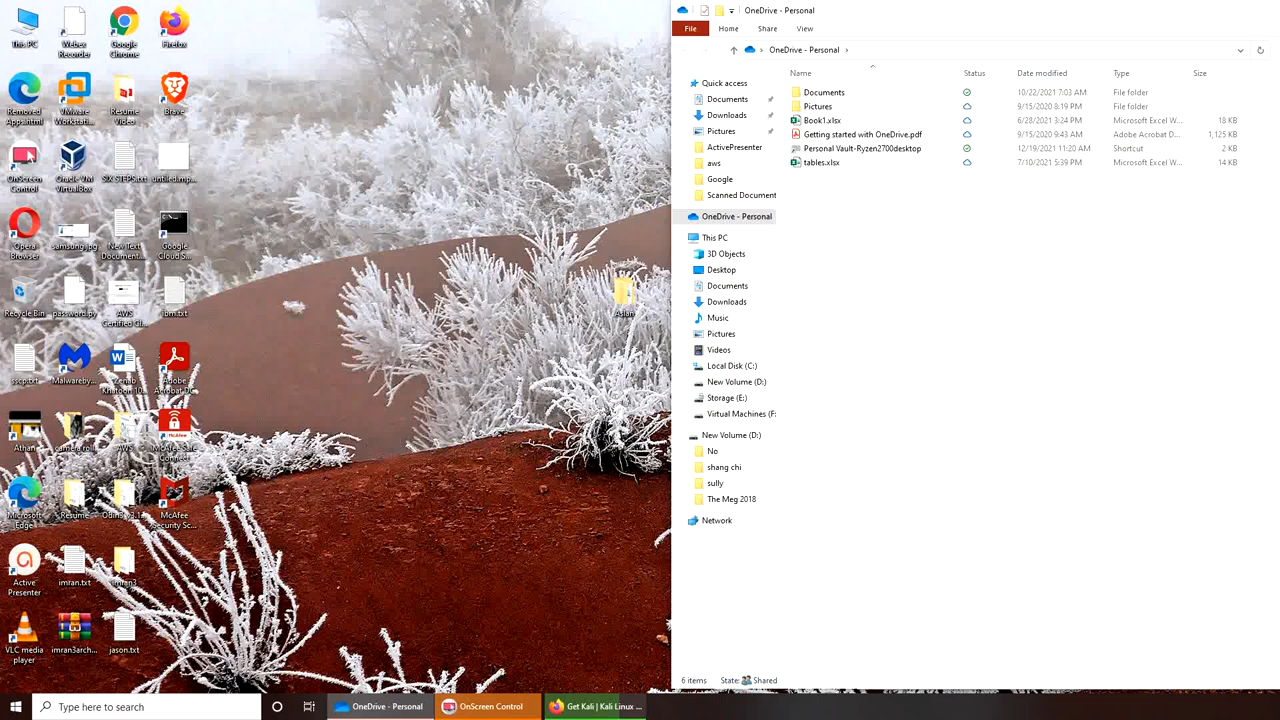 This PC
Webex Recorder
Google Chrome
Firefox
Removed Apps.html
VMware Workstati...
Resume Video
Brave
OnScreen Control
Oracle VM VirtualBox
SIX STEPS.txt
Opera Browser
samsung.jpg
New Text Document...
Google Cloud S...
Recycle Bin
password.py
AWS Certified Cl...
sscp.txt
Malwareby...
Adobe Acrobat DC
Athan
AWS
McAfee Safe Connect
Microsoft Edge
Resume
McAfee Security Sc...
Active Presenter
imran.txt
imran3
VLC media player
imran3arch...
jason.txt
OneDrive - Personal
File Home Share View
OneDrive - Personal
Name Status Date modified Type Size
Documents 10/22/2021 7:03 AM File folder
Pictures 9/15/2020 8:19 PM File folder
Book1.xlsx 6/28/2021 3:24 PM Microsoft Excel W... 18 KB
Getting started with OneDrive.pdf 9/15/2020 9:43 AM Adobe Acrobat D... 1,125 KB
Personal Vault-Ryzen2700desktop 12/19/2021 11:20 AM Shortcut 2 KB
tables.xlsx 7/10/2021 5:39 PM Microsoft Excel W... 14 KB
Quick access
Documents
Downloads
Pictures
ActivePresenter
aws
Google
Scanned Document
OneDrive - Personal
This PC
3D Objects
Desktop
Documents
Downloads
Music
Pictures
Videos
Local Disk (C:)
New Volume (D:)
Storage (E:)
Virtual Machines (F:
New Volume (D:)
No
shang chi
sully
The Meg 2018
Network
6 items State: Shared
Type here to search
OneDrive - Personal
OnScreen Control
Get Kali | Kali Linux ...